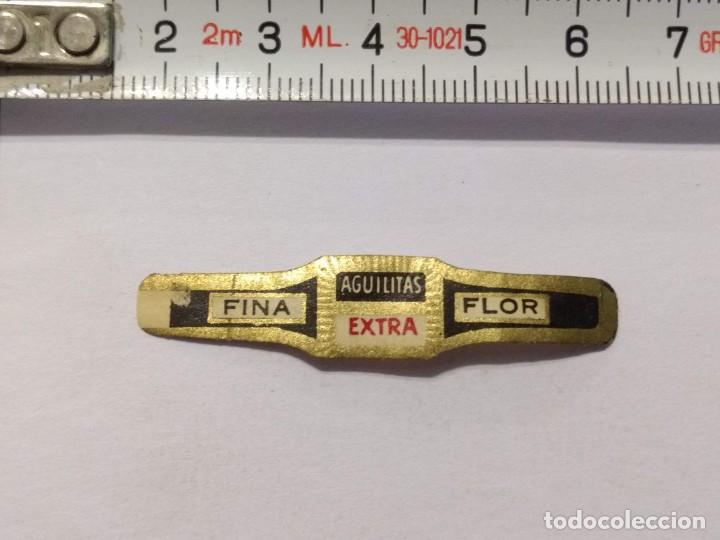 2 2m 3 ML. 4 30-1021 5 6 7 GR
AGUILITAS
FINA EXTRA FLOR
todocoleccion